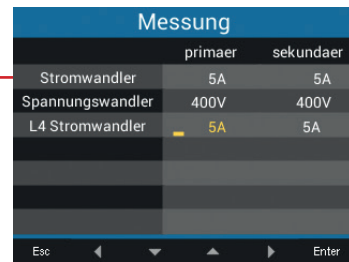 Messung
primaer sekundaer
Stromwandler 5A 5A
Spannungswandler 400V 400V
L4 Stromwandler 5A 5A
Esc Enter